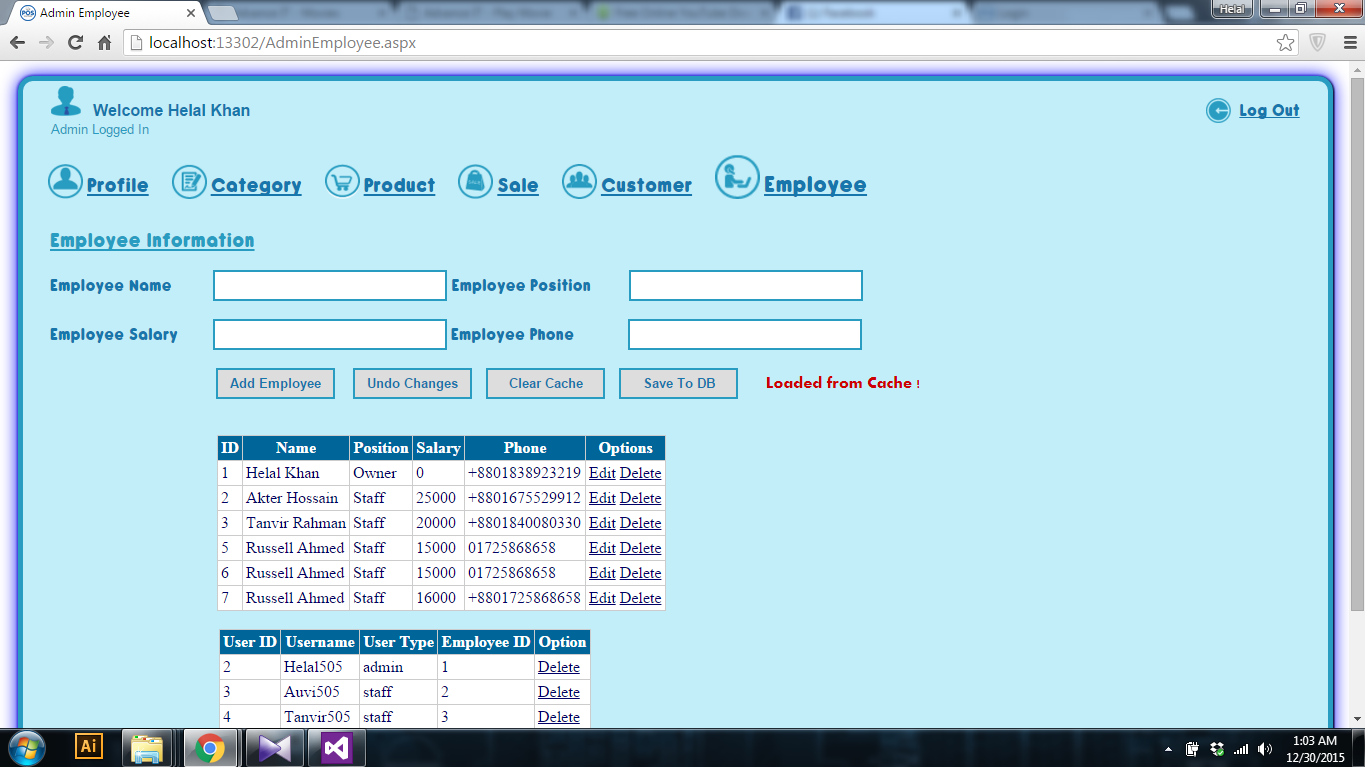 POS Admin Employee
Helal
localhost:13302/AdminEmployee.aspx
Welcome Helal Khan
Admin Logged In
Log Out
Profile Category Product SALE Sale Customer Employee
Employee Information
Employee Name Employee Position
Employee Salary Employee Phone
Add Employee Undo Changes Clear Cache Save To DB Loaded from Cache !
ID Name Position Salary Phone Options
1 Helal Khan Owner 0 +8801838923219 Edit Delete
2 Akter Hossain Staff 25000 +8801675529912 Edit Delete
3 Tanvir Rahman Staff 20000 +8801840080330 Edit Delete
5 Russell Ahmed Staff 15000 01725868658 Edit Delete
6 Russell Ahmed Staff 15000 01725868658 Edit Delete
7 Russell Ahmed Staff 16000 +8801725868658 Edit Delete
User ID Username User Type Employee ID Option
2 Helal505 admin 1 Delete
3 Auvi505 staff 2 Delete
4 Tanvir505 staff 3 Delete
Ai
1:03 AM
12/30/2015